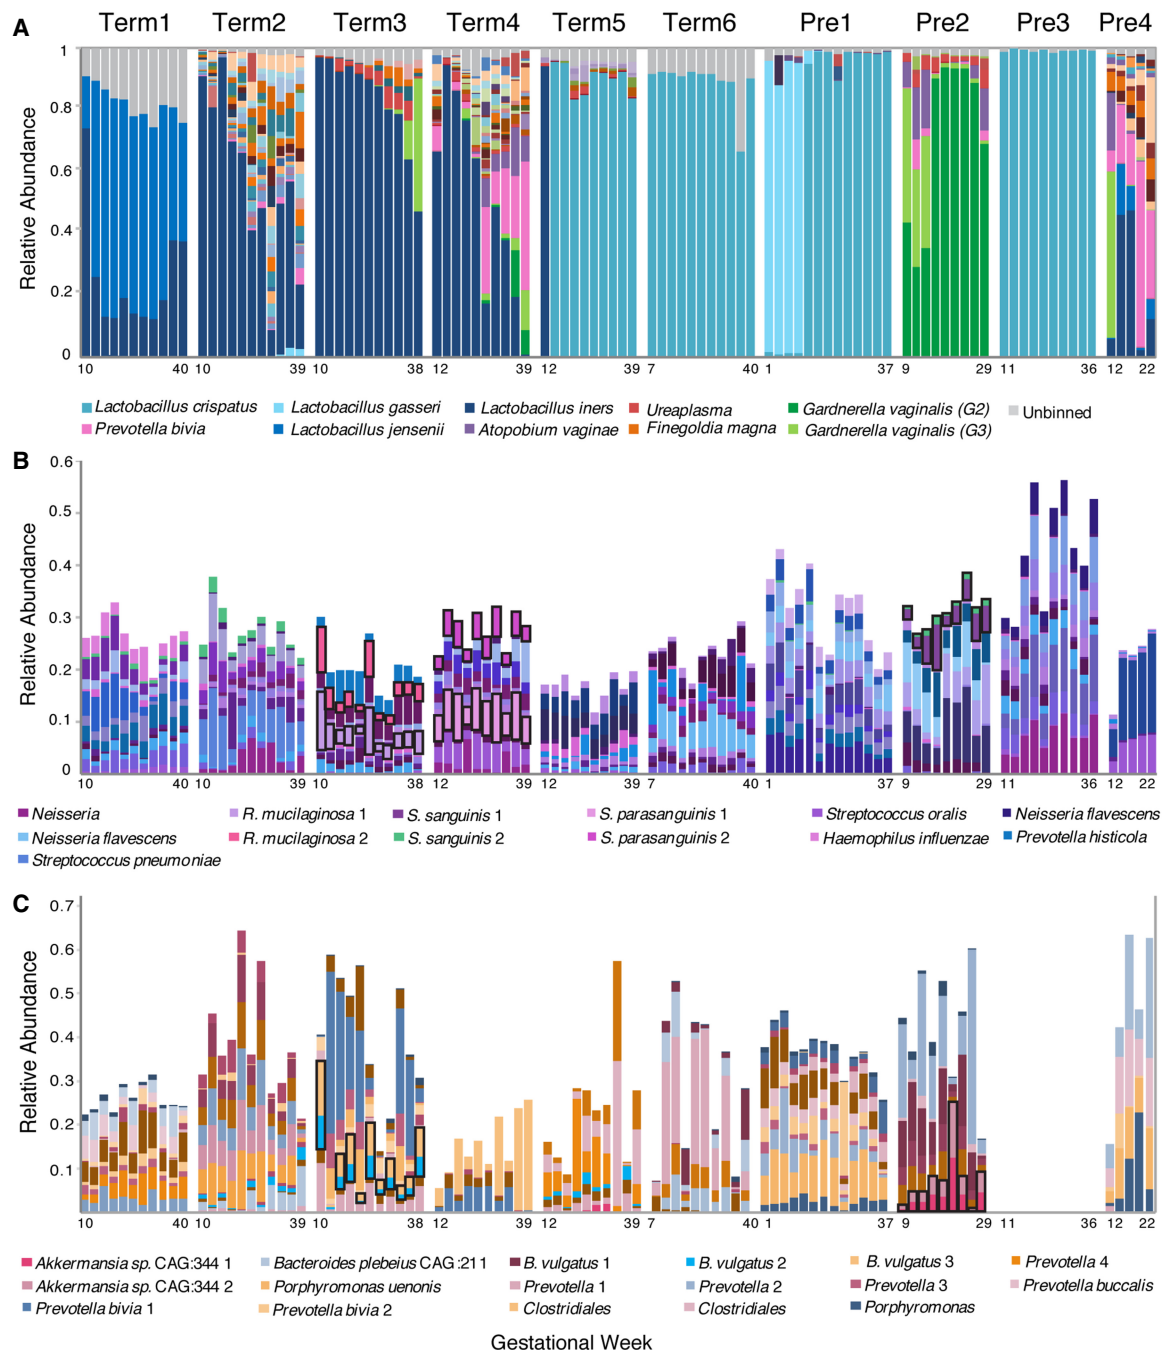 A
Term1 Term2 Term3 Term4 Term5 Term6 Pre1 Pre2 Pre3 Pre4
Relative Abundance
1
0.8
0.6
0.4
0.2
0
10 40 10 39 10 38 12 39 12 39 7 40 1 37 9 29 11 36 12 22
Lactobacillus crispatus Lactobacillus gasseri Lactobacillus iners Ureaplasma Gardnerella vaginalis (G2) Unbinned
Prevotella bivia Lactobacillus jensenii Atopobium vaginae Finegoldia magna Gardnerella vaginalis (G3)
B
Relative Abundance
0.6
0.5
0.4
0.3
0.2
0.1
0
10 40 10 39 10 38 12 39 12 39 7 40 1 37 9 29 11 36 12 22
Neisseria R. mucilaginosa 1 S. sanguinis 1 S. parasanguinis 1 Streptococcus oralis Neisseria flavescens
Neisseria flavescens R. mucilaginosa 2 S. sanguinis 2 S. parasanguinis 2 Haemophilus influenzae Prevotella histicola
Streptococcus pneumoniae
C
Relative Abundance
0.7
0.6
0.5
0.4
0.3
0.2
0.1
10 40 10 39 10 38 12 39 12 39 7 40 1 37 9 29 11 36 12 22
Akkermansia sp. CAG:344 1 Bacteroides plebeius CAG:211 B. vulgatus 1 B. vulgatus 2 B. vulgatus 3 Prevotella 4
Akkermansia sp. CAG:344 2 Porphyromonas uenonis Prevotella 1 Prevotella 2 Prevotella 3 Prevotella buccalis
Prevotella bivia 1 Prevotella bivia 2 Clostridiales Clostridiales Porphyromonas
Gestational Week